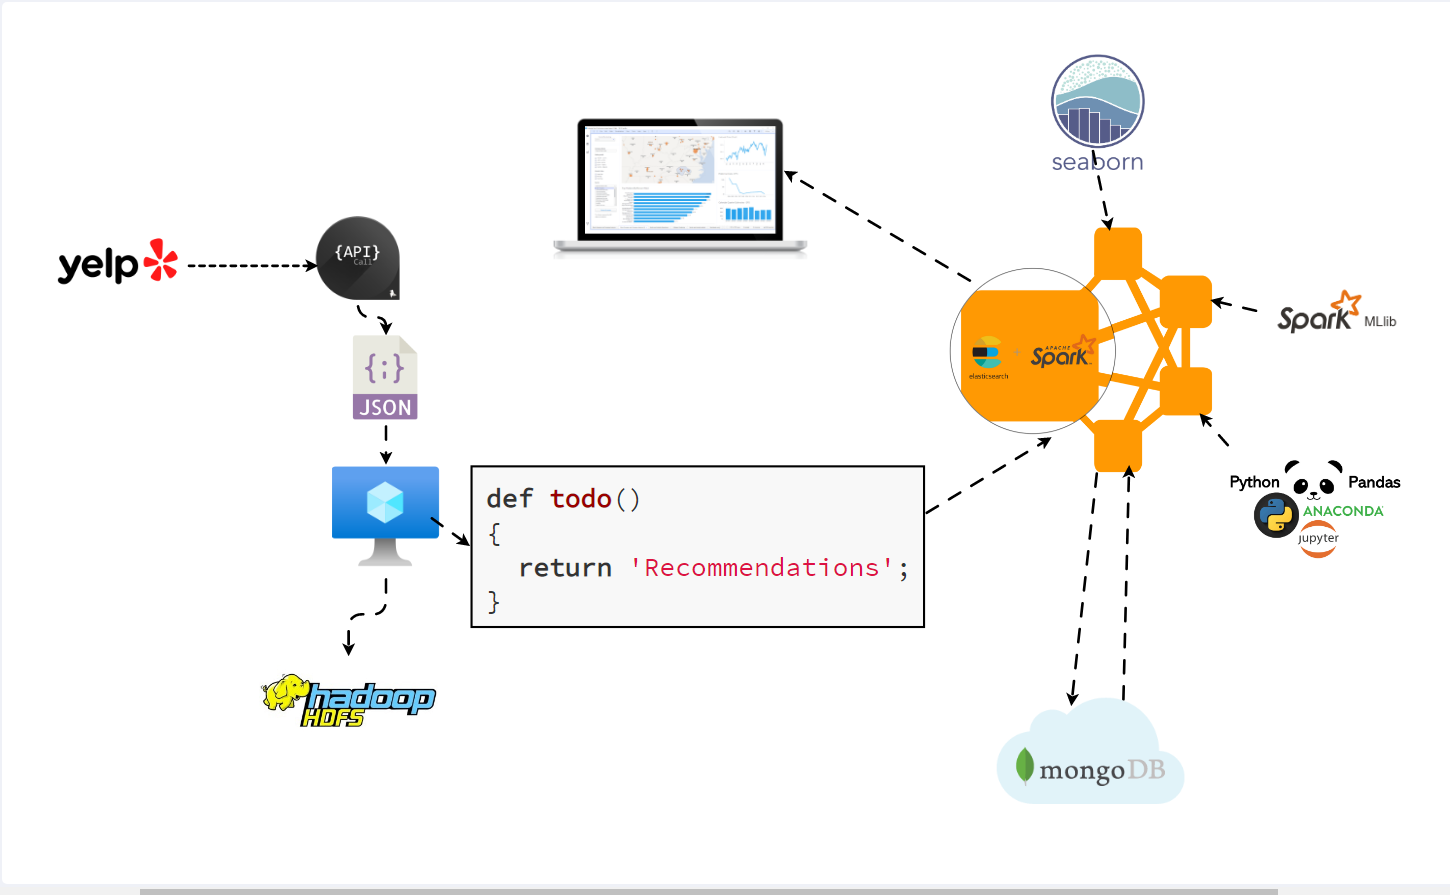 seaborn
yelp
{API}
Call
{;}
JSON
APACHE
Spark
elasticsearch
+
Spark MLlib
def todo()
{
return 'Recommendations';
}
Python
Pandas
ANACONDA
jupyter
hadoop
HDFS
mongoDB